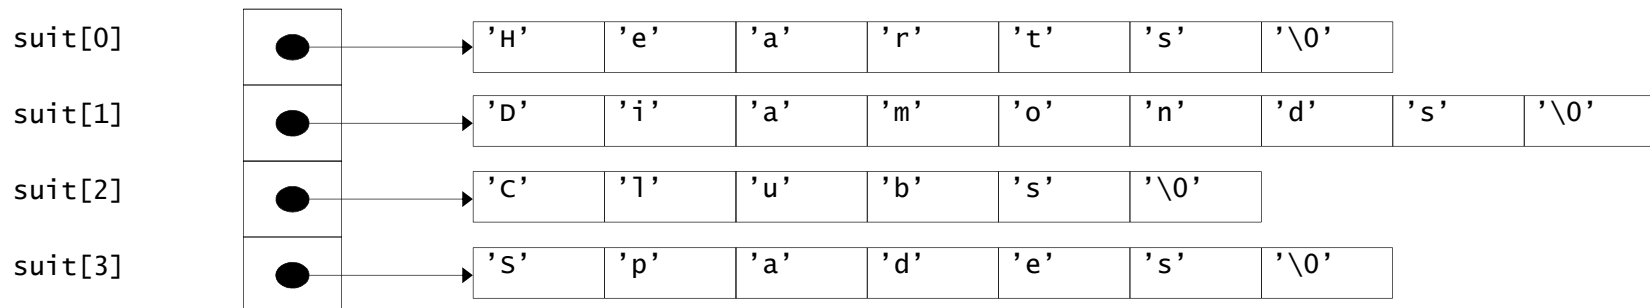 suit[0] ’H’ ’e’ ’a’ ’r’ ’t’ ’s’ ’\0’
suit[1] ’D’ ’i’ ’a’ ’m’ ’o’ ’n’ ’d’ ’s’ ’\0’
suit[2] ’C’ ’l’ ’u’ ’b’ ’s’ ’\0’
suit[3] ’S’ ’p’ ’a’ ’d’ ’e’ ’s’ ’\0’